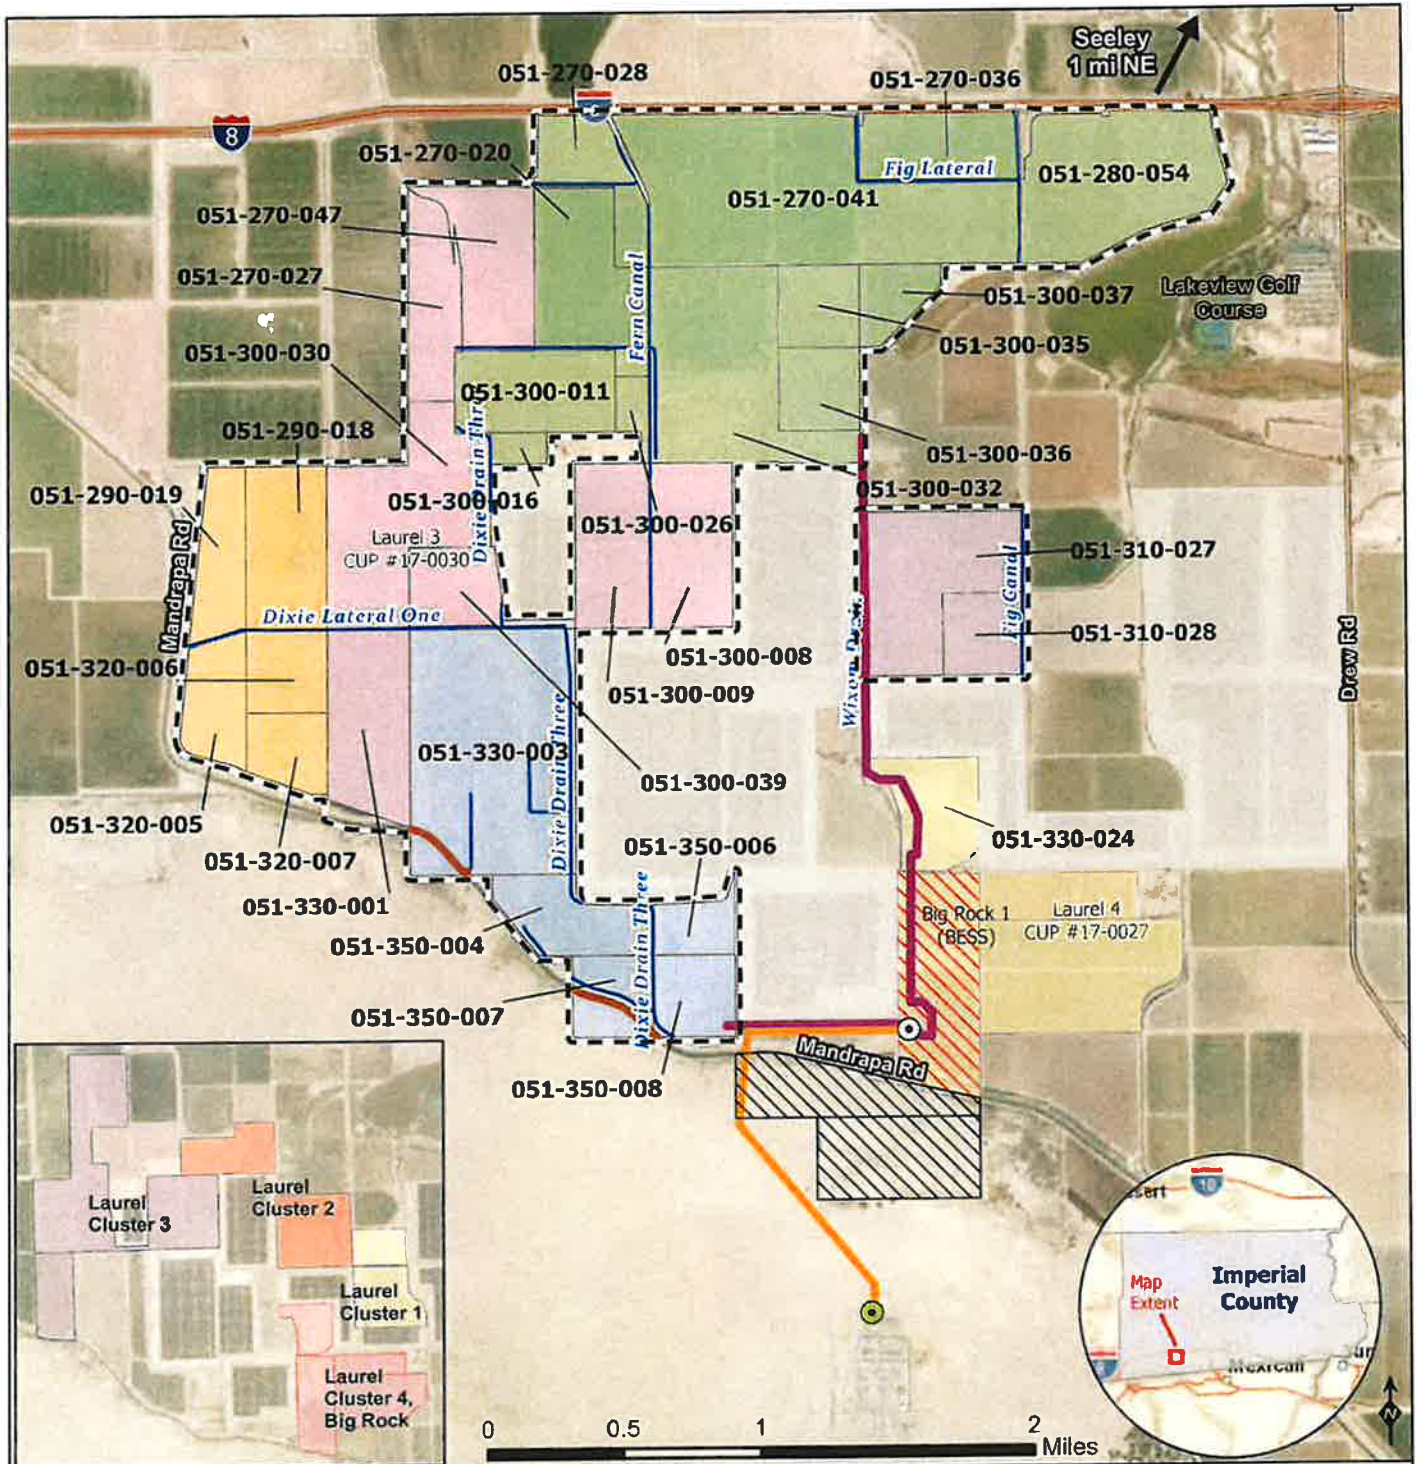 Seeley
1 mi NE
051-270-028
051-270-036
8
051-270-020
Fig Lateral
051-280-054
051-270-041
051-270-047
051-270-027
Fern Canal
051-300-037
Lakeview Golf
Course
051-300-030
051-300-035
051-300-011
Dixie Drain Three
051-290-018
051-300-036
051-290-019
051-300-016
051-300-032
051-300-026
Mandrapa Rd
Laurel 3
CUP #17-0030
051-310-027
Fig Canal
Dixie Lateral One
051-310-028
051-320-006
051-300-008
051-300-009
Wixom Drain
Drew Rd
051-330-003
Dixie Drain Three
051-300-039
051-320-005
051-330-024
051-320-007
051-350-006
051-330-001
Big Rock 1
(BESS)
Laurel 4
CUP #17-0027
051-350-004
Dixie Drain Three
051-350-007
Mandrapa Rd
051-350-008
Laurel
Cluster 3
Laurel
Cluster 2
Laurel
Cluster 1
Laurel
Cluster 4,
Big Rock
10
Imperial
County
Map
Extent
Mexicali
N
0 0.5 1 2
Miles